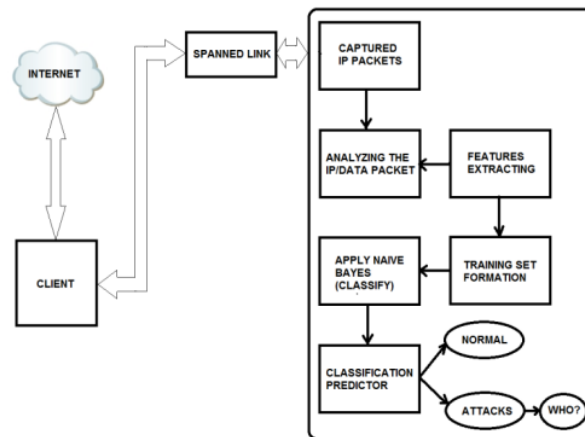 INTERNET
SPANNED LINK
CLIENT
CAPTURED
IP PACKETS
ANALYZING THE
IP/DATA PACKET
FEATURES
EXTRACTING
APPLY NAIVE
BAYES
(CLASSIFY)
TRAINING SET
FORMATION
CLASSIFICATION
PREDICTOR
NORMAL
ATTACKS
WHO?